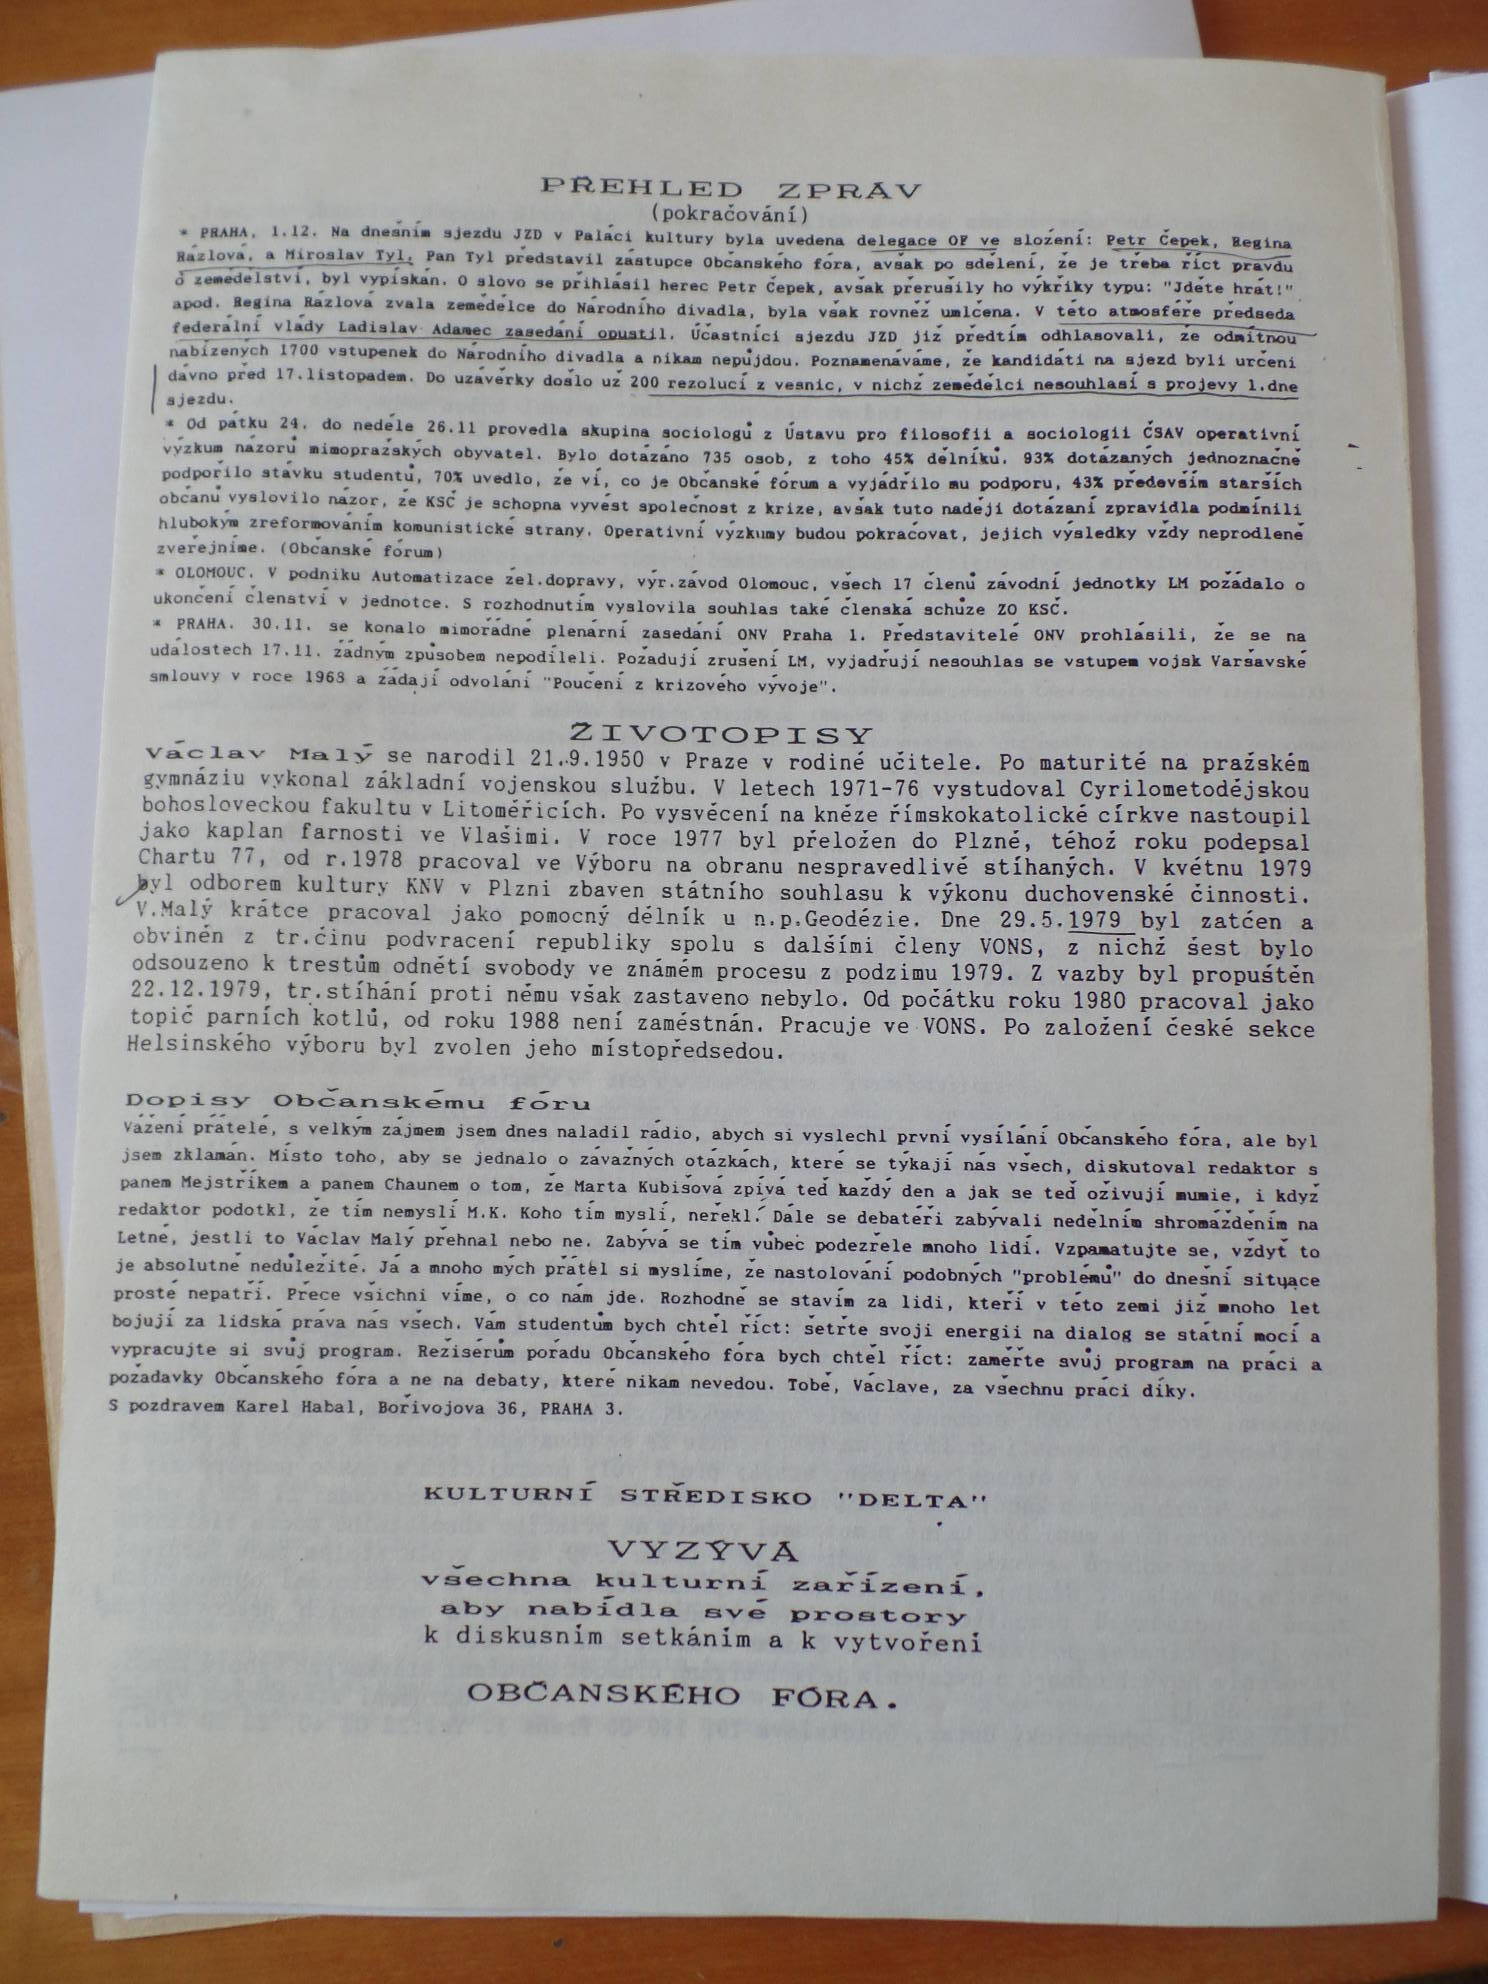 PŘEHLED ZPRÁV
(pokračování)
* PRAHA, 1.12. Na dnešním sjezdu JZD v Paláci kultury byla uvedena delegace OF ve složení: Petr Čepek, Regina
Rázlová, a Miroslav Tyl. Pan Tyl představil zástupce Občanského fóra, avšak po sdělení, že je třeba říct pravdu
o zemědělství, byl vypískán. O slovo se přihlásil herec Petr Čepek, avšak přerušily ho výkřiky typu: "Jděte hrát!"
apod. Regina Rázlová zvala zemědělce do Národního divadla, byla však rovněž umlčena. V této atmosféře předseda
federální vlády Ladislav Adamec zasedání opustil. Účastníci sjezdu JZD již předtím odhlasovali, že odmítnou
nabízených 1700 vstupenek do Národního divadla a nikam nepůjdou. Poznamenáváme, že kandidáti na sjezd byli určeni
dávno před 17.listopadem. Do uzávěrky došlo už 200 rezolucí z vesnic, v nichž zemědělci nesouhlasí s projevy 1.dne
sjezdu.
* Od pátku 24. do neděle 26.11 provedla skupina sociologů z Ústavu pro filosofii a sociologii ČSAV operativní
výzkum názorů mimopražských obyvatel. Bylo dotázáno 735 osob, z toho 45% dělníků. 93% dotázaných jednoznačně
podpořilo stávku studentů, 70% uvedlo, že ví, co je Občanské fórum a vyjádřilo mu podporu, 43% především starších
občanů vyslovilo názor, že KSČ je schopna vyvést společnost z krize, avšak tuto naději dotázaní zpravidla podmínili
hlubokým zreformováním komunistické strany. Operativní výzkumy budou pokračovat, jejich výsledky vždy neprodleně
zveřejníme. (Občanské fórum)
* OLOMOUC. V podniku Automatizace žel.dopravy, výr.závod Olomouc, všech 17 členů závodní jednotky LM požádalo o
ukončení členství v jednotce. S rozhodnutím vyslovila souhlas také členská schůze ZO KSČ.
* PRAHA. 30.11. se konalo mimořádné plenární zasedání ONV Praha 1. Představitelé ONV prohlásili, že se na
událostech 17.11. žádným způsobem nepodíleli. Požadují zrušení LM, vyjadřují nesouhlas se vstupem vojsk Varšavské
smlouvy v roce 1968 a žádají odvolání "Poučení z krizového vývoje".
ŽIVOTOPISY
Václav Malý se narodil 21.9.1950 v Praze v rodině učitele. Po maturitě na pražském
gymnáziu vykonal základní vojenskou službu. V letech 1971-76 vystudoval Cyrilometodějskou
bohosloveckou fakultu v Litoměřicích. Po vysvěcení na kněze římskokatolické církve nastoupil
jako kaplan farnosti ve Vlašimi. V roce 1977 byl přeložen do Plzně, téhož roku podepsal
Chartu 77, od r.1978 pracoval ve Výboru na obranu nespravedlivě stíhaných. V květnu 1979
byl odborem kultury KNV v Plzni zbaven státního souhlasu k výkonu duchovenské činnosti.
V.Malý krátce pracoval jako pomocný dělník u n.p.Geodézie. Dne 29.5.1979 byl zatčen a
obviněn z tr.činu podvracení republiky spolu s dalšími členy VONS, z nichž šest bylo
odsouzeno k trestům odnětí svobody ve známém procesu z podzimu 1979. Z vazby byl propuštěn
22.12.1979, tr.stíhání proti němu však zastaveno nebylo. Od počátku roku 1980 pracoval jako
topič parních kotlů, od roku 1988 není zaměstnán. Pracuje ve VONS. Po založení české sekce
Helsinského výboru byl zvolen jeho místopředsedou.
Dopisy Občanskému fóru
Vážení přátelé, s velkým zájmem jsem dnes naladil rádio, abych si vyslechl první vysílání Občanského fóra, ale byl
jsem zklamán. Místo toho, aby se jednalo o závažných otázkách, které se týkají nás všech, diskutoval redaktor s
panem Mejstříkem a panem Chaunem o tom, že Marta Kubišová zpívá teď každý den a jak se teď oživují mumie, i když
redaktor podotkl, že tím nemyslí M.K. Koho tím myslí, neřekl. Dále se debatéři zabývali nedělním shromážděním na
Letné, jestli to Václav Malý přehnal nebo ne. Zabývá se tím vůbec podezřele mnoho lidí. Vzpamatujte se, vždyť to
je absolutně nedůležité. Já a mnoho mých přátel si myslíme, že nastolování podobných "problémů" do dnešní situace
prostě nepatří. Přece všichni víme, o co nám jde. Rozhodně se stavím za lidi, kteří v této zemi již mnoho let
bojují za lidská práva nás všech. Vám studentům bych chtěl říct: šetřte svoji energii na dialog se státní mocí a
vypracujte si svůj program. Režisérům pořadu Občanského fóra bych chtěl říct: zaměřte svůj program na práci a
požadavky Občanského fóra a ne na debaty, které nikam nevedou. Tobě, Václave, za všechnu práci díky.
S pozdravem Karel Habal, Bořivojova 36, PRAHA 3.
KULTURNÍ STŘEDISKO "DELTA"
VYZÝVÁ
všechna kulturní zařízení,
aby nabídla své prostory
k diskusním setkáním a k vytvoření
OBČANSKÉHO FÓRA.